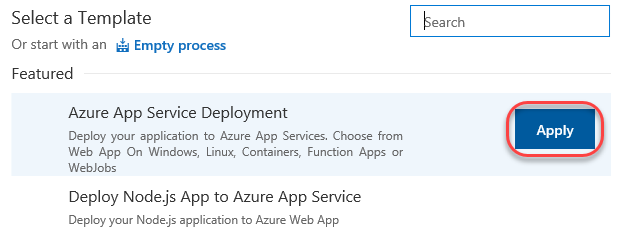 Select a Template
Search
Or start with an Empty process
Featured
Azure App Service Deployment
Deploy your application to Azure App Services. Choose from
Web App On Windows, Linux, Containers, Function Apps or
WebJobs
Apply
Deploy Node.js App to Azure App Service
Deploy your Node.js application to Azure Web App